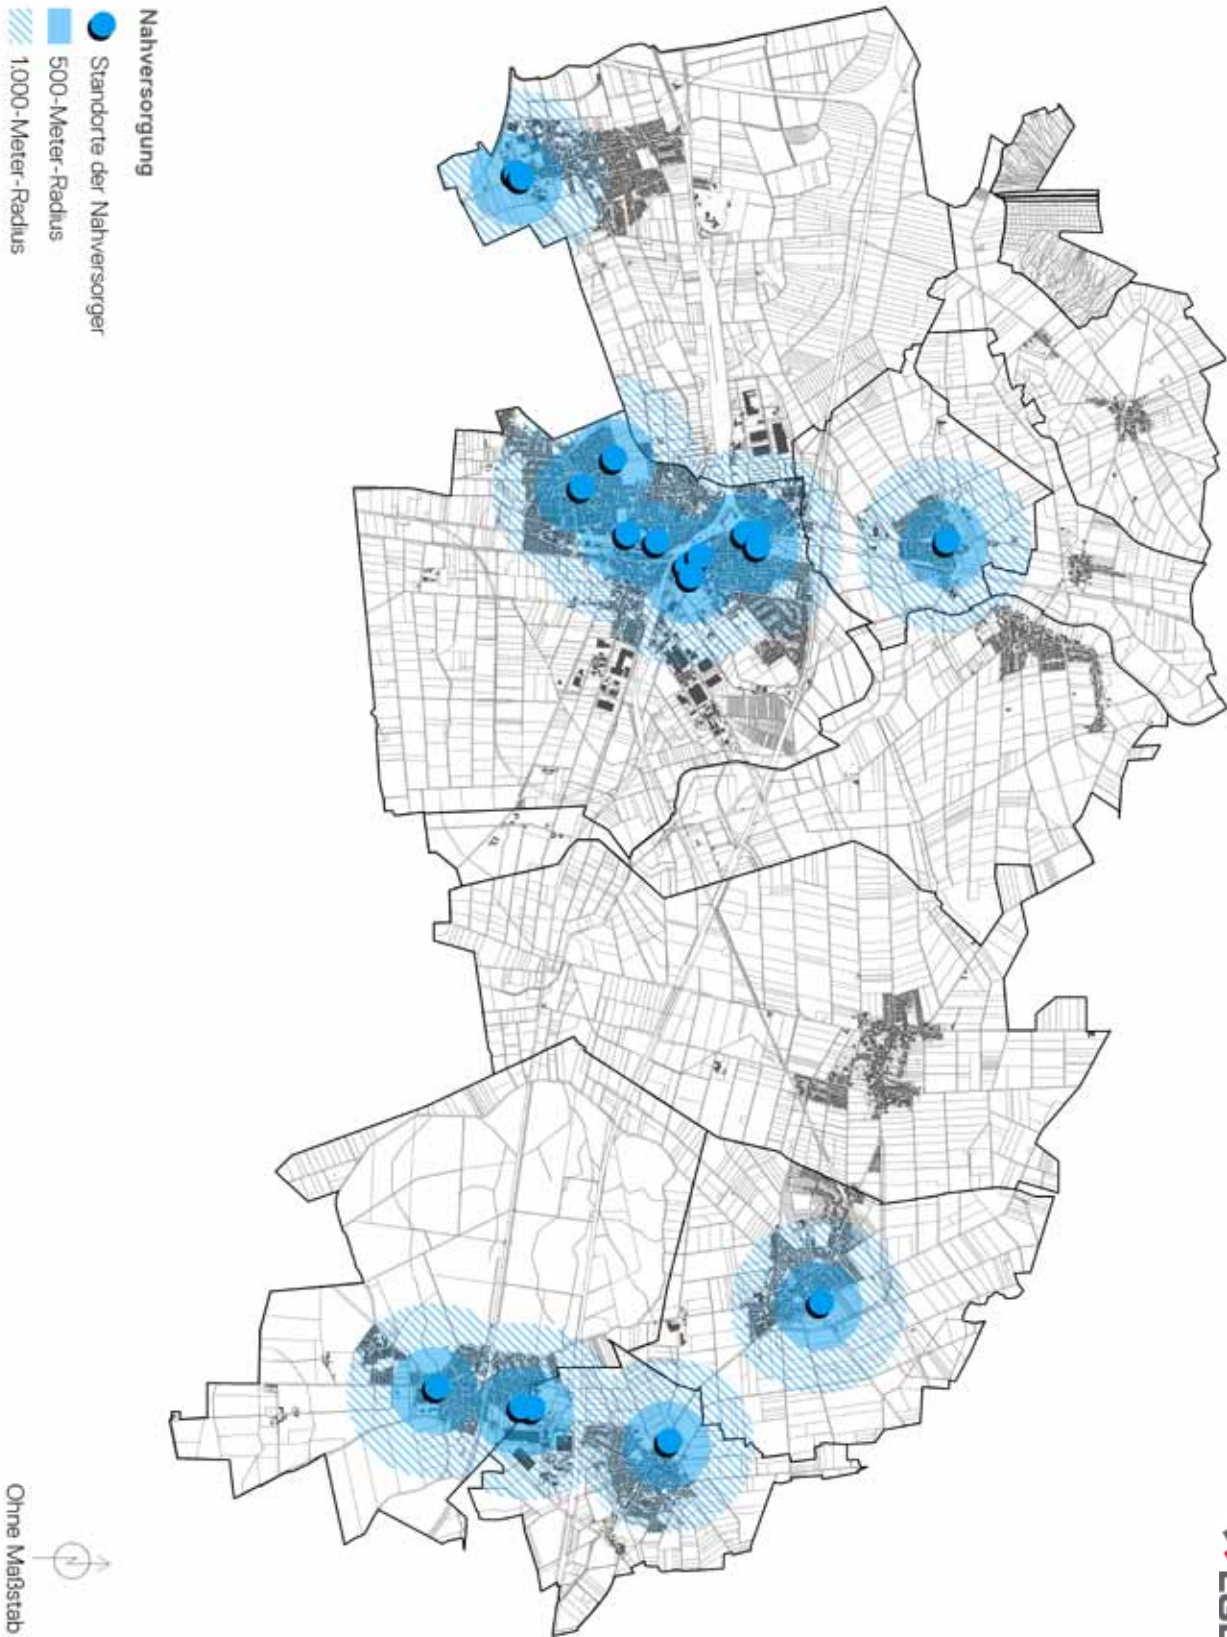 Nahversorgung
Standorte der Nahversorger
500-Meter-Radius
1.000-Meter-Radius
N
Ohne Maßstab